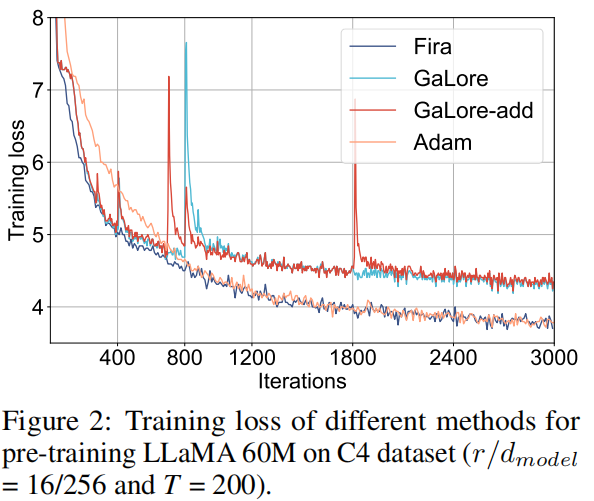 8
7
6
5
4
Training loss
Fira
GaLore
GaLore-add
Adam
400 800 1200 1800 2400 3000
Iterations
Figure 2: Training loss of different methods for
pre-training LLaMA 60M on C4 dataset (r/d_model
= 16/256 and T = 200).